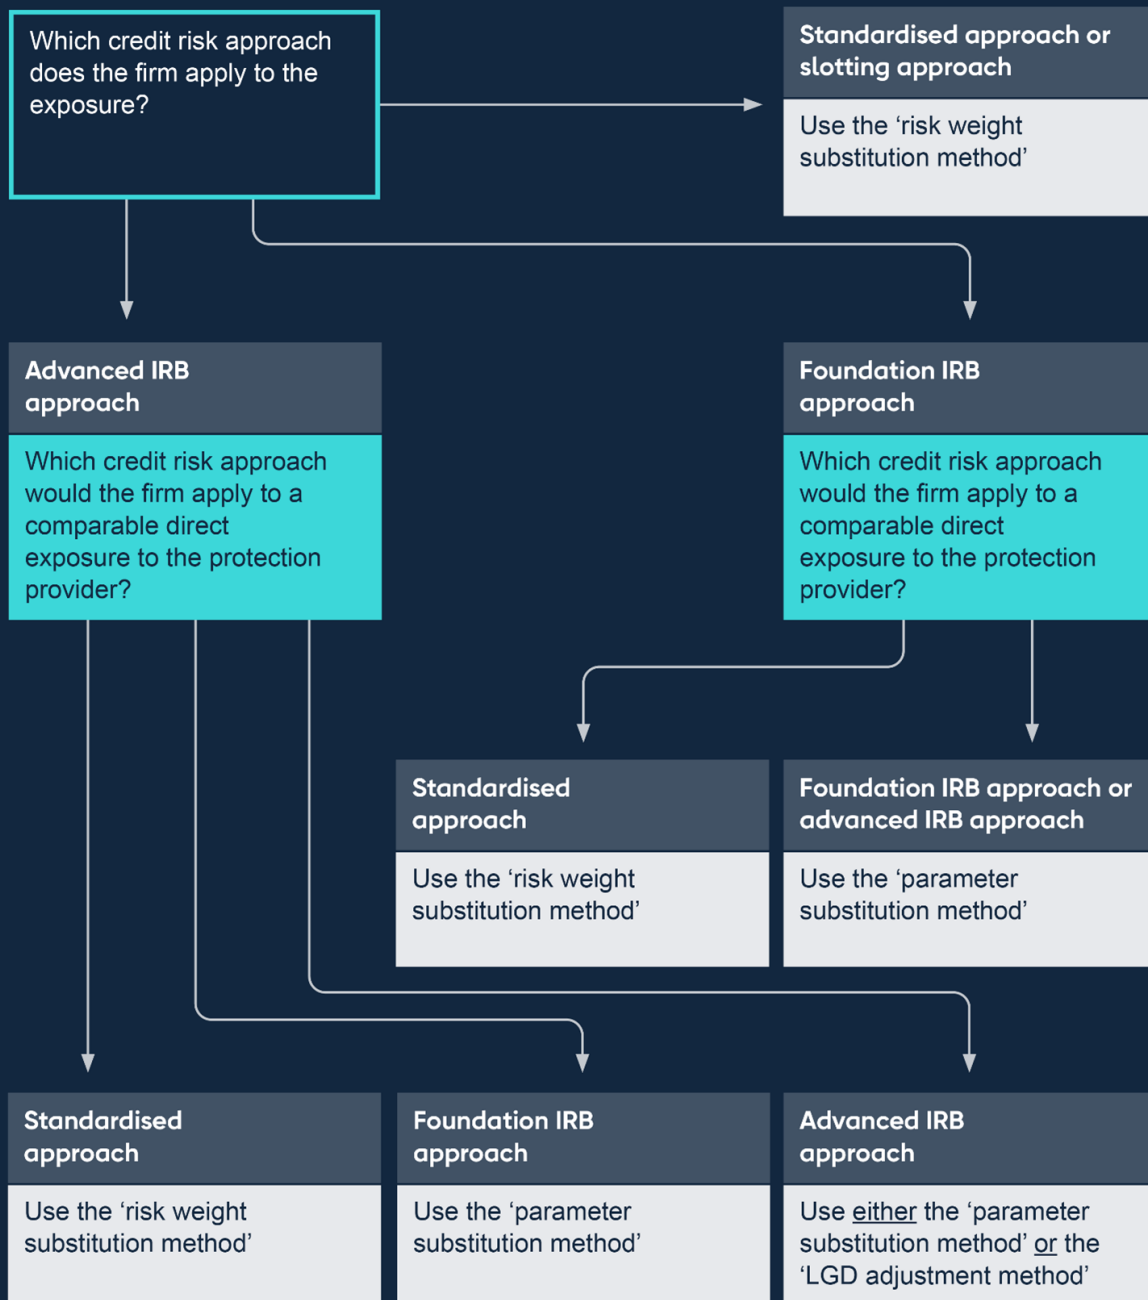 Which credit risk approach
does the firm apply to the
exposure?
Standardised approach or
slotting approach
Use the ‘risk weight
substitution method’
Advanced IRB
approach
Which credit risk approach
would the firm apply to a
comparable direct
exposure to the protection
provider?
Foundation IRB
approach
Which credit risk approach
would the firm apply to a
comparable direct
exposure to the protection
provider?
Standardised
approach
Use the ‘risk weight
substitution method’
Foundation IRB approach or
advanced IRB approach
Use the ‘parameter
substitution method’
Standardised
approach
Use the ‘risk weight
substitution method’
Foundation IRB
approach
Use the ‘parameter
substitution method’
Advanced IRB
approach
Use either the ‘parameter
substitution method’ or the
‘LGD adjustment method’